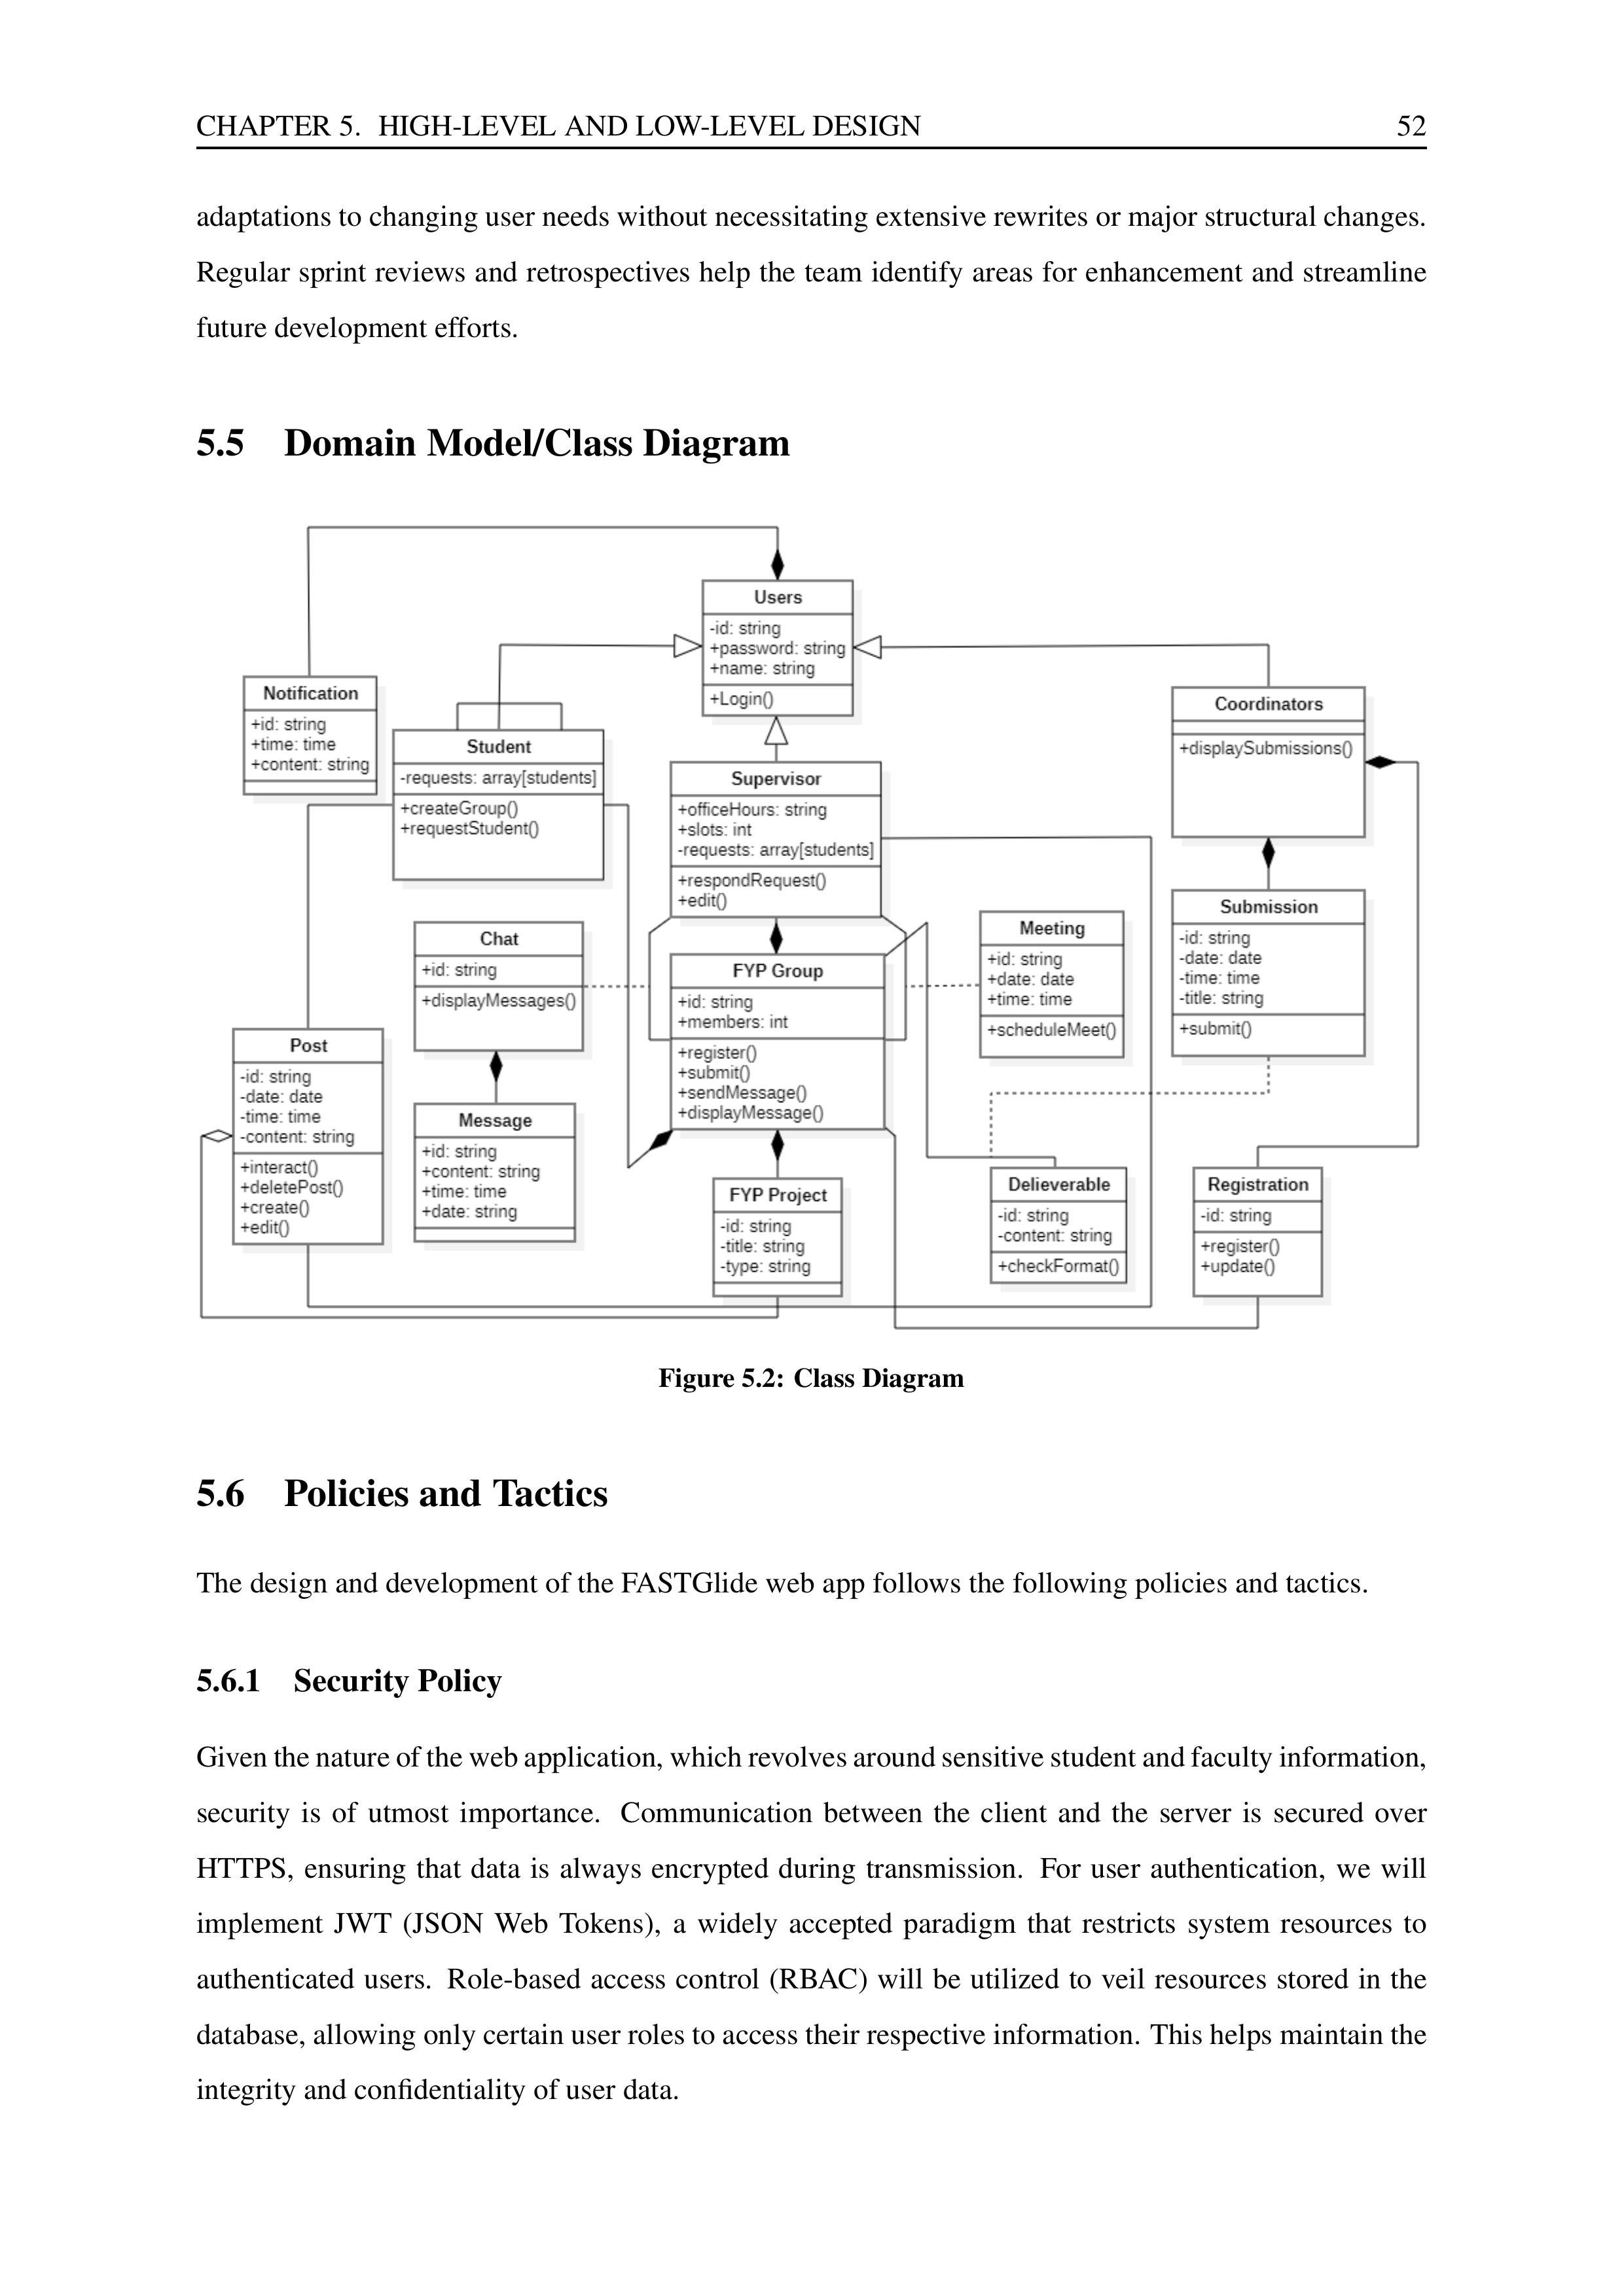 CHAPTER 5. HIGH-LEVEL AND LOW-LEVEL DESIGN 52
adaptations to changing user needs without necessitating extensive rewrites or major structural changes.
Regular sprint reviews and retrospectives help the team identify areas for enhancement and streamline
future development efforts.
5.5 Domain Model/Class Diagram
Users
-id: string
+password: string
+name: string
+Login()
Notification
+id: string
+time: time
+content: string
Student
-requests: array[students]
+createGroup()
+requestStudent()
Supervisor
+officeHours: string
+slots: int
-requests: array[students]
+respondRequest()
+edit()
Coordinators
+displaySubmissions()
Chat
+id: string
+displayMessages()
FYP Group
+id: string
+members: int
+register()
+submit()
+sendMessage()
+displayMessage()
Meeting
+id: string
+date: date
+time: time
+scheduleMeet()
Submission
-id: string
-date: date
-time: time
-title: string
+submit()
Post
-id: string
-date: date
-time: time
-content: string
+interact()
+deletePost()
+create()
+edit()
Message
+id: string
+content: string
+time: time
+date: string
FYP Project
-id: string
-title: string
-type: string
Delieverable
-id: string
-content: string
+checkFormat()
Registration
-id: string
+register()
+update()
Figure 5.2: Class Diagram
5.6 Policies and Tactics
The design and development of the FASTGlide web app follows the following policies and tactics.
5.6.1 Security Policy
Given the nature of the web application, which revolves around sensitive student and faculty information,
security is of utmost importance. Communication between the client and the server is secured over
HTTPS, ensuring that data is always encrypted during transmission. For user authentication, we will
implement JWT (JSON Web Tokens), a widely accepted paradigm that restricts system resources to
authenticated users. Role-based access control (RBAC) will be utilized to veil resources stored in the
database, allowing only certain user roles to access their respective information. This helps maintain the
integrity and confidentiality of user data.